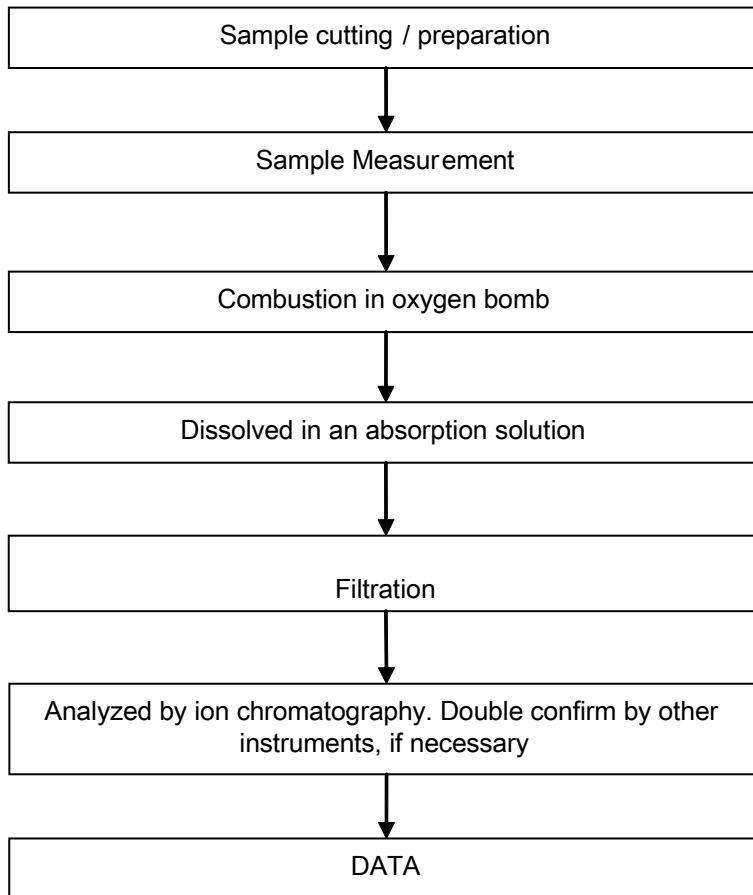 Sample cutting / preparation
Sample Measurement
Combustion in oxygen bomb
Dissolved in an absorption solution
Filtration
Analyzed by ion chromatography. Double confirm by other
instruments, if necessary
DATA